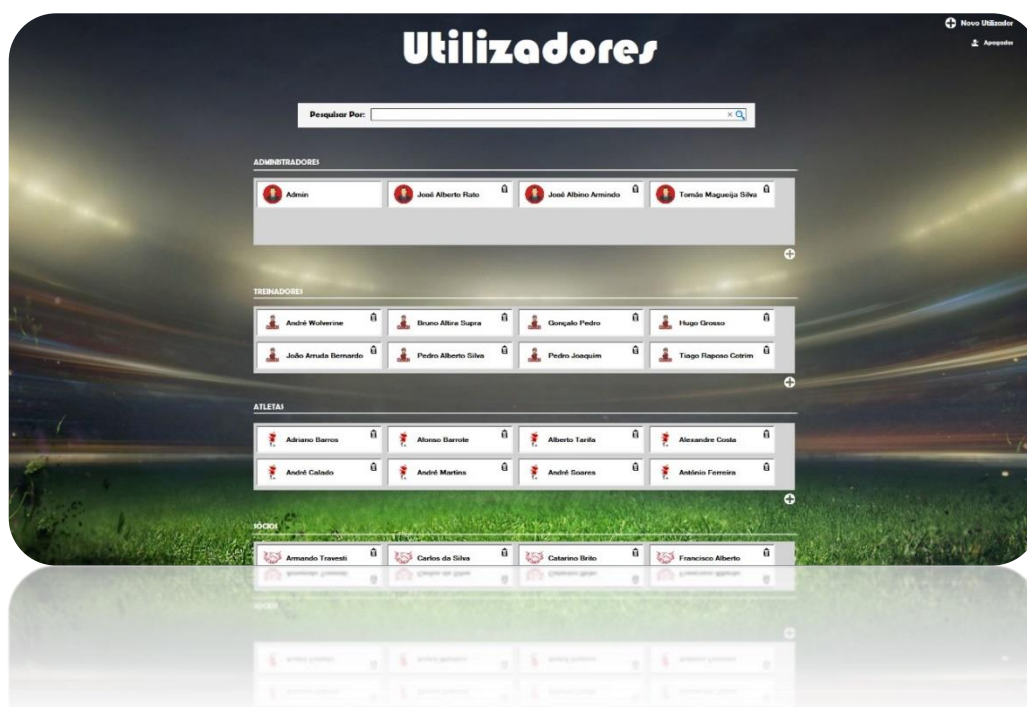 Novo Utilizador
Apagados
Utilizadores
Pesquisar Por:
ADMINISTRADORES
Admin José Alberto Rato José Albino Armindo Tomás Magueija Silva
TREINADORES
André Wolverine Bruno Altira Supra Gonçalo Pedro Hugo Grosso
João Arruda Bernardo Pedro Alberto Silva Pedro Joaquim Tiago Raposo Cotrim
ATLETAS
Adriano Barros Afonso Barrote Alberto Tarifa Alexandre Costa
André Calado André Martins André Soares António Ferreira
SÓCIOS
Armando Travesti Carlos da Silva Catarino Brito Francisco Alberto